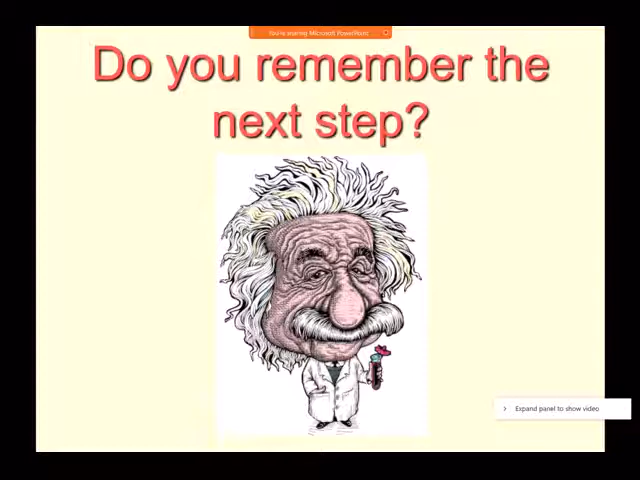 You're sharing Microsoft PowerPoint
Do you remember the
next step?
Expand panel to show video